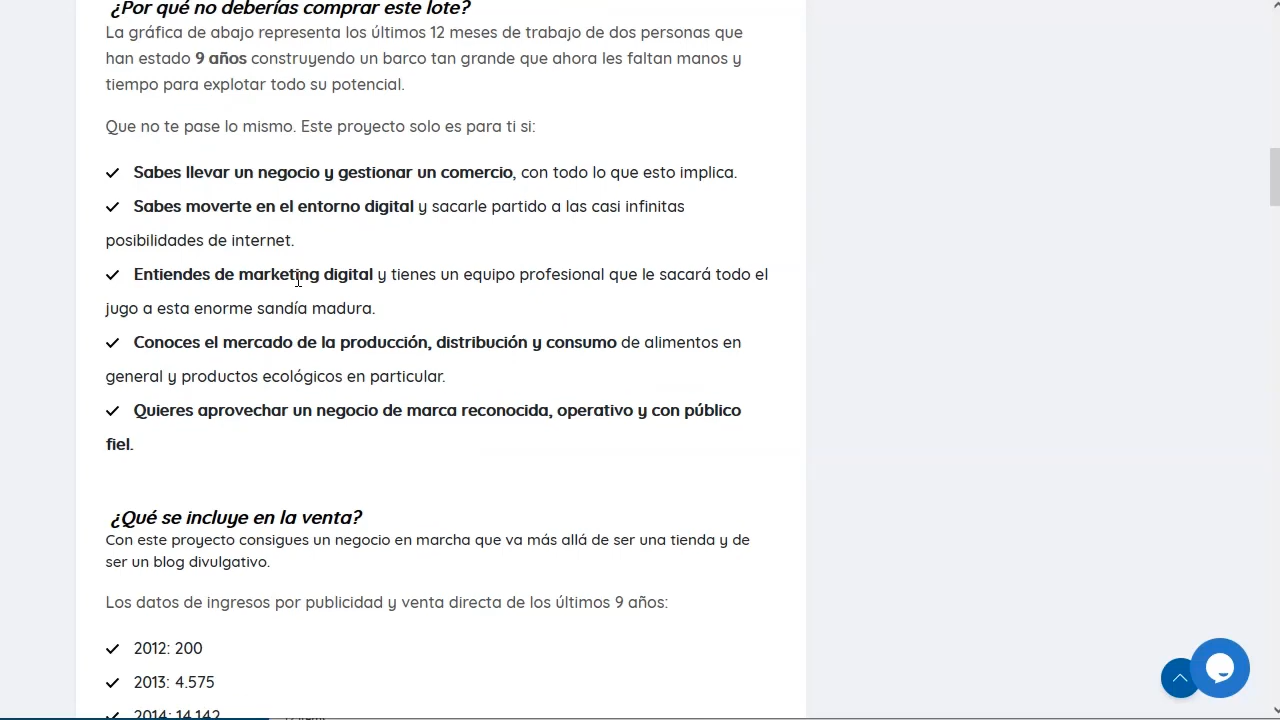 ¿Por qué no deberías comprar este lote?
La gráfica de abajo representa los últimos 12 meses de trabajo de dos personas que
han estado 9 años construyendo un barco tan grande que ahora les faltan manos y
tiempo para explotar todo su potencial.
Que no te pase lo mismo. Este proyecto solo es para ti si:
Sabes llevar un negocio y gestionar un comercio, con todo lo que esto implica.
Sabes moverte en el entorno digital y sacarle partido a las casi infinitas
posibilidades de internet.
Entiendes de marketing digital y tienes un equipo profesional que le sacará todo el
jugo a esta enorme sandía madura.
Conoces el mercado de la producción, distribución y consumo de alimentos en
general y productos ecológicos en particular.
Quieres aprovechar un negocio de marca reconocida, operativo y con público
fiel.
¿Qué se incluye en la venta?
Con este proyecto consigues un negocio en marcha que va más allá de ser una tienda y de
ser un blog divulgativo.
Los datos de ingresos por publicidad y venta directa de los últimos 9 años:
2012: 200
2013: 4.575
2014: 14.142